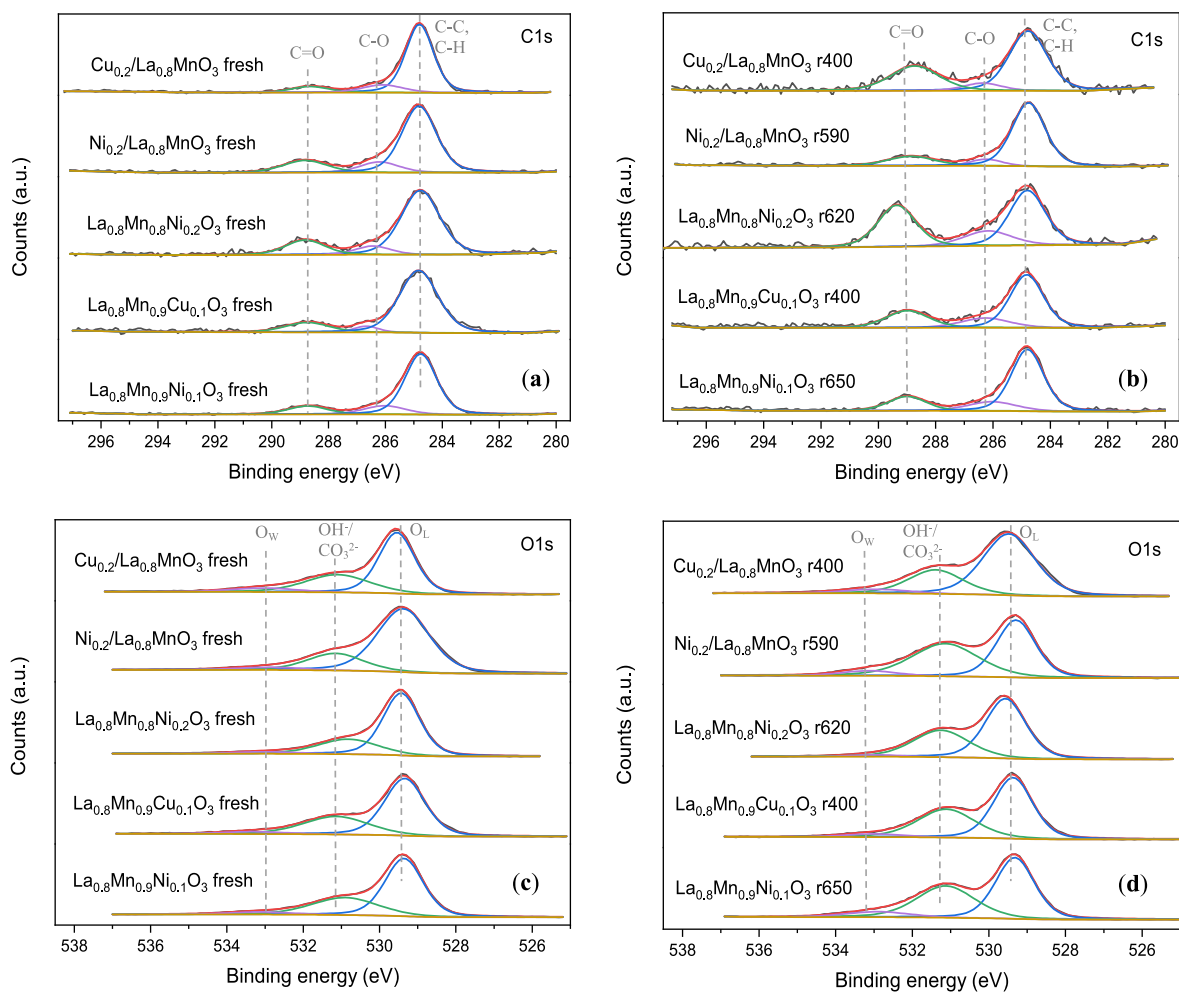 C=O
C-O
C-C,
C-H
C1s
Cu0.2/La0.8MnO3 fresh
Ni0.2/La0.8MnO3 fresh
La0.8Mn0.8Ni0.2O3 fresh
La0.8Mn0.9Cu0.1O3 fresh
La0.8Mn0.9Ni0.1O3 fresh
(a)
Counts (a.u.)
296 294 292 290 288 286 284 282 280
Binding energy (eV)
C=O
C-O
C-C,
C-H
C1s
Cu0.2/La0.8MnO3 r400
Ni0.2/La0.8MnO3 r590
La0.8Mn0.8Ni0.2O3 r620
La0.8Mn0.9Cu0.1O3 r400
La0.8Mn0.9Ni0.1O3 r650
(b)
Counts (a.u.)
296 294 292 290 288 286 284 282 280
Binding energy (eV)
OW
OH-/
CO32-
OL
O1s
Cu0.2/La0.8MnO3 fresh
Ni0.2/La0.8MnO3 fresh
La0.8Mn0.8Ni0.2O3 fresh
La0.8Mn0.9Cu0.1O3 fresh
La0.8Mn0.9Ni0.1O3 fresh
(c)
Counts (a.u.)
538 536 534 532 530 528 526
Binding energy (eV)
OW
OH-/
CO32-
OL
O1s
Cu0.2/La0.8MnO3 r400
Ni0.2/La0.8MnO3 r590
La0.8Mn0.8Ni0.2O3 r620
La0.8Mn0.9Cu0.1O3 r400
La0.8Mn0.9Ni0.1O3 r650
(d)
Counts (a.u.)
538 536 534 532 530 528 526
Binding energy (eV)